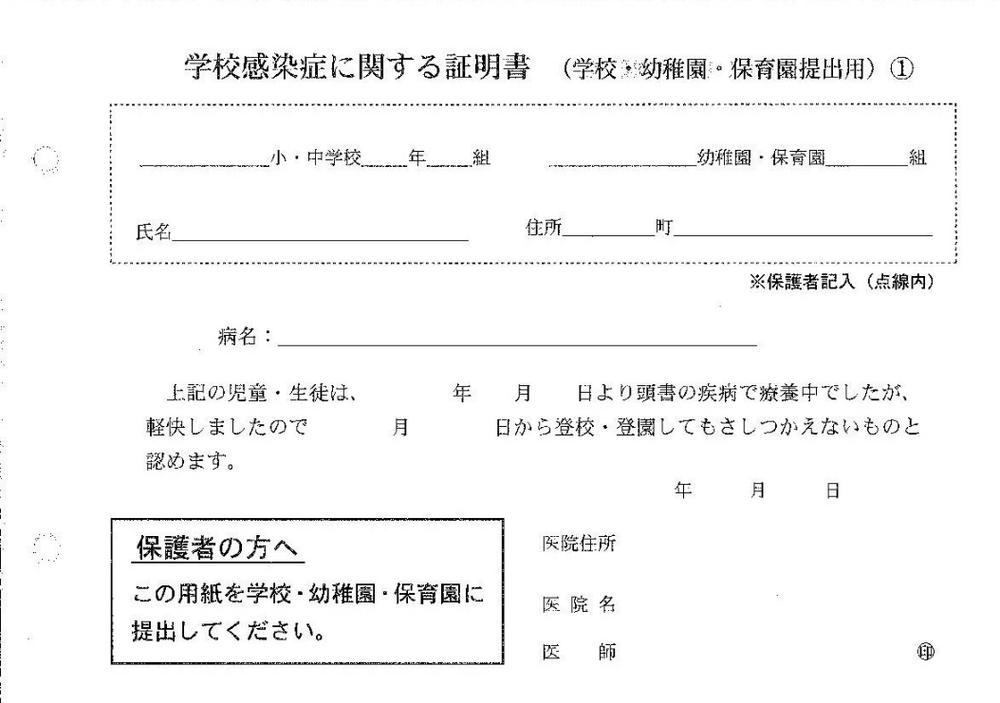 学校感染症に関する証明書 (学校・幼稚園・保育園提出用) ①
＿＿＿＿＿＿小・中学校＿＿年＿＿組 ＿＿＿＿＿＿幼稚園・保育園＿＿＿＿組
氏名＿＿＿＿＿＿＿＿＿＿＿＿ 住所＿＿＿＿町＿＿＿＿＿＿＿＿＿＿
※保護者記入（点線内）
病名：＿＿＿＿＿＿＿＿＿＿＿＿＿＿＿＿＿＿
上記の児童・生徒は、 年 月 日より頭書の疾病で療養中でしたが、
軽快しましたので 月 日から登校・登園してもさしつかえないものと
認めます。
年 月 日
保護者の方へ
この用紙を学校・幼稚園・保育園に
提出してください。
医院住所
医 院 名
医 師 ㊞